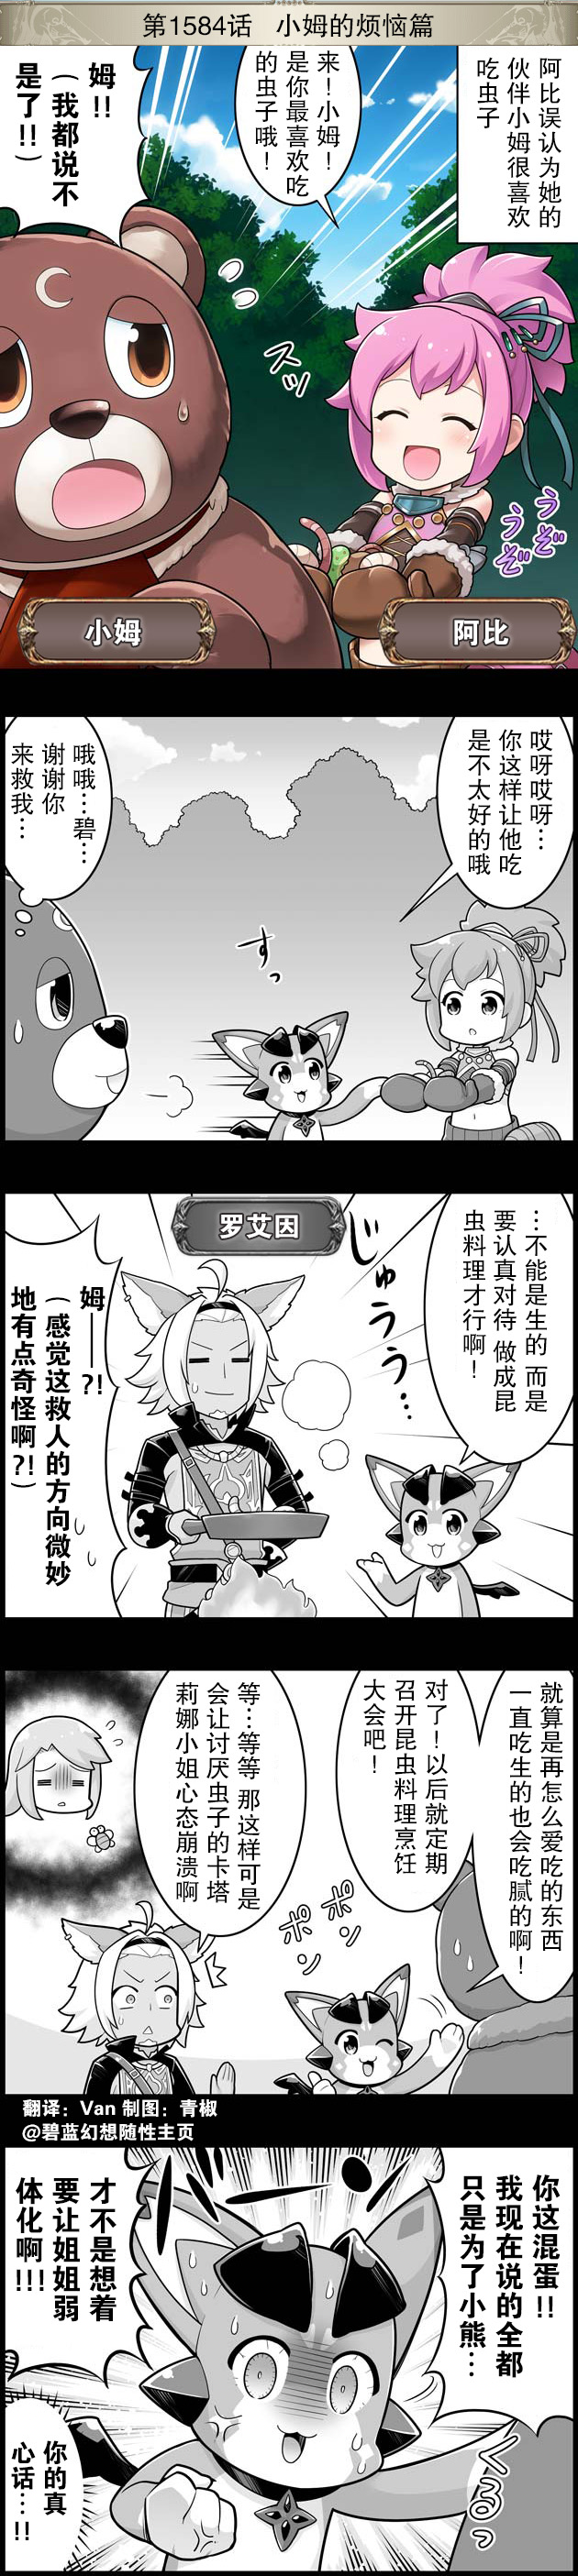 第1584话　小姆的烦恼篇
阿比误认为她的
伙伴小姆很喜欢
吃虫子
来！小姆！
是你最喜欢吃
的虫子哦！
姆!!
（我都说不
是了!!）
スッ
うぞ
うぞ
小姆
阿比
哎呀哎呀…
你这样让他吃
是不太好的哦
哦哦…碧…
谢谢你
来救我…
すっ
罗艾因
…不能是生的 而是
要认真对待 做成昆
虫料理才行啊！
じゅうう…
姆——?!
（感觉这救人的方向微妙
地有点奇怪啊?!）
就算是再怎么爱吃的东西
一直吃生的也会吃腻的啊！
对了！以后就定期
召开昆虫料理烹饪
大会吧！
等…等等 那这样可是
会让讨厌虫子的卡塔
莉娜小姐心态崩溃啊
ポン
ポン
翻译：Van 制图：青椒
@碧蓝幻想随性主页
你这混蛋!!
我现在说的全都
只是为了小熊…
才不是想着
要让姐姐弱
体化啊!!!
くるっ
你的真
心话…!!